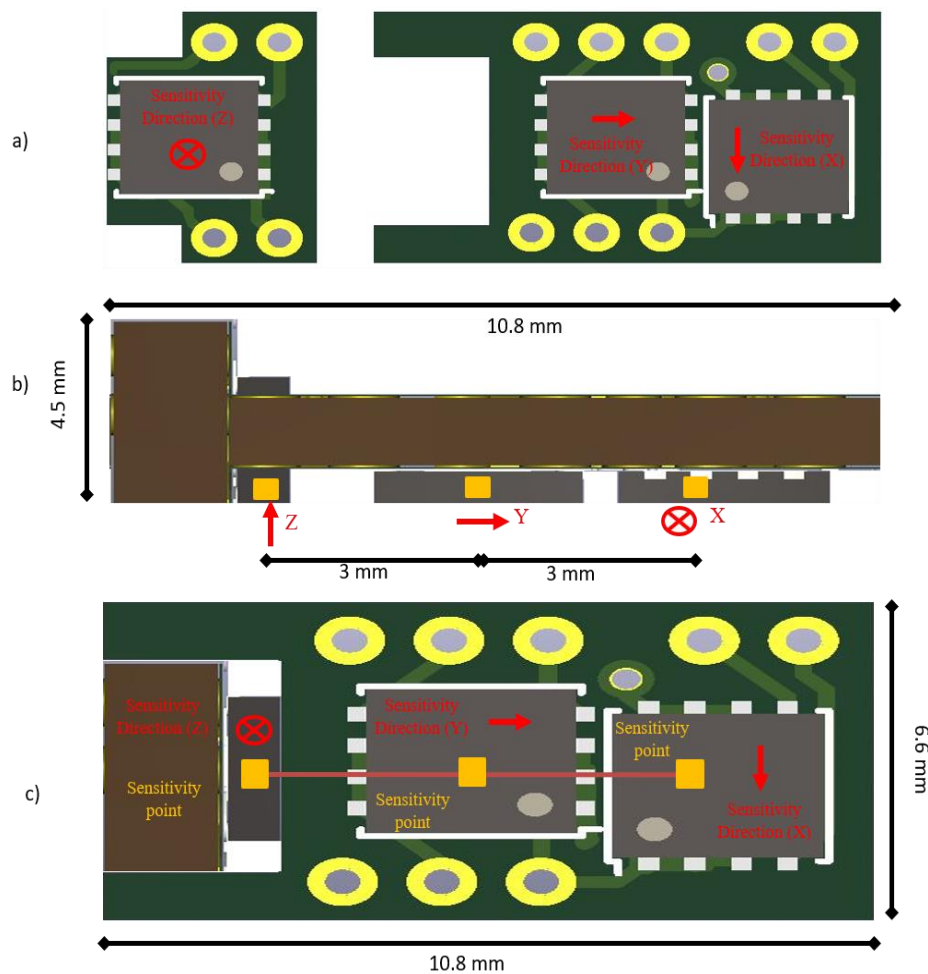 a)
Sensitivity
Direction (Z)
Sensitivity
Direction (Y)
Sensitivity
Direction (X)
10.8 mm
b)
4.5 mm
Z
Y
X
3 mm
3 mm
c)
Sensitivity
Direction (Z)
Sensitivity
point
Sensitivity
Direction (Y)
Sensitivity
point
Sensitivity
point
Sensitivity
Direction (X)
6.6 mm
10.8 mm